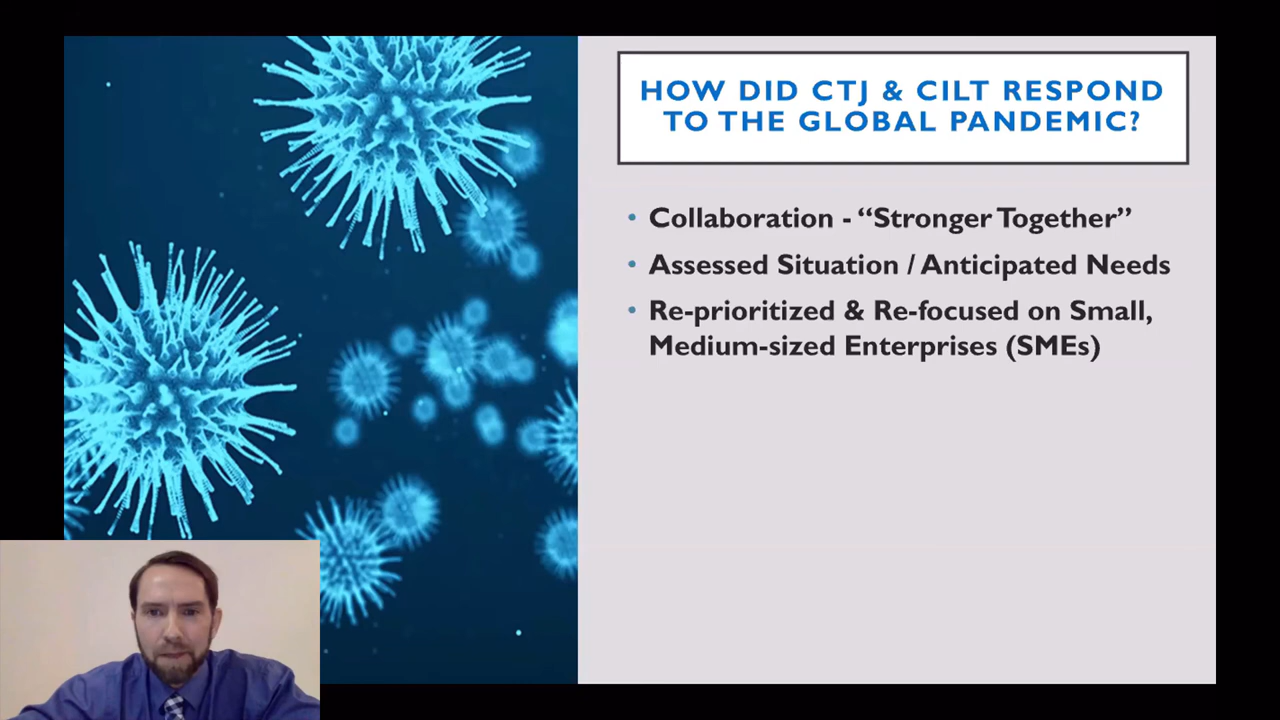 HOW DID CTJ & CILT RESPOND
TO THE GLOBAL PANDEMIC?
• Collaboration - “Stronger Together”
• Assessed Situation / Anticipated Needs
• Re-prioritized & Re-focused on Small,
Medium-sized Enterprises (SMEs)